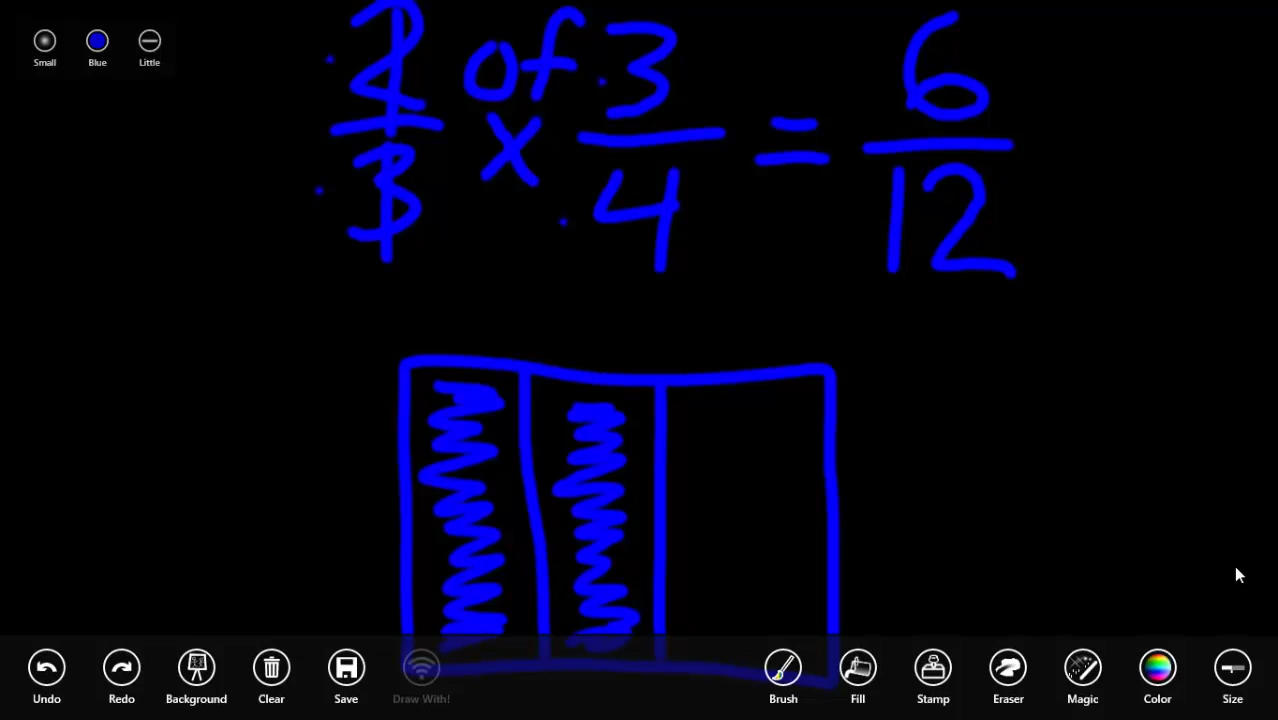 Small Blue Little
2 of 3 = 6
3 x 4 12
Undo Redo Background Clear Save Draw With! Brush Fill Stamp Eraser Magic Color Size